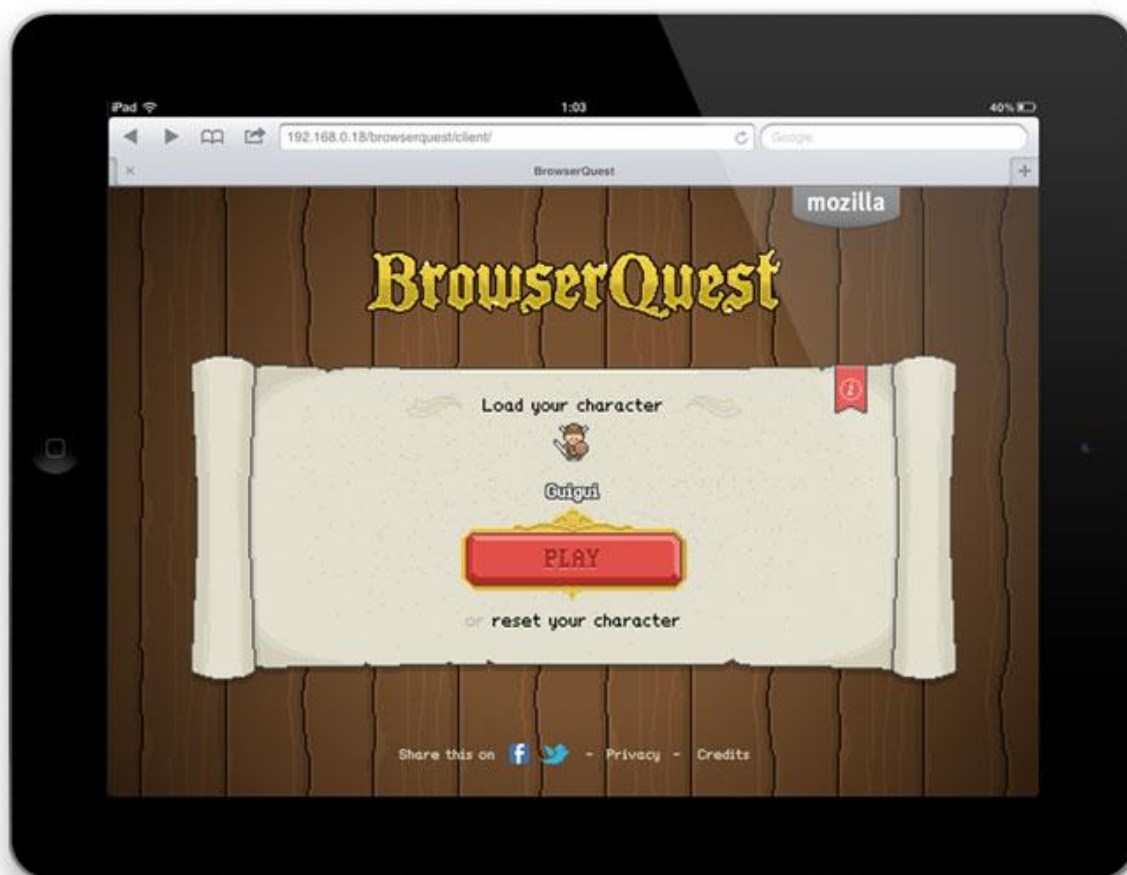 iPad 1:03 40%
192.168.0.18/browserquest/client/ Google
BrowserQuest
mozilla
BrowserQuest
Load your character
Guigui
PLAY
or reset your character
Share this on f - Privacy - Credits